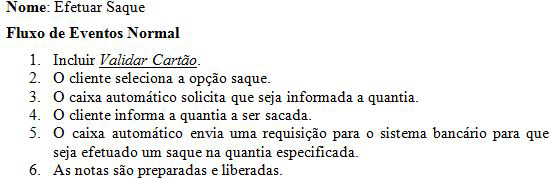 Nome: Efetuar Saque
Fluxo de Eventos Normal
1. Incluir Validar Cartão.
2. O cliente seleciona a opção saque.
3. O caixa automático solicita que seja informada a quantia.
4. O cliente informa a quantia a ser sacada.
5. O caixa automático envia uma requisição para o sistema bancário para que
seja efetuado um saque na quantia especificada.
6. As notas são preparadas e liberadas.